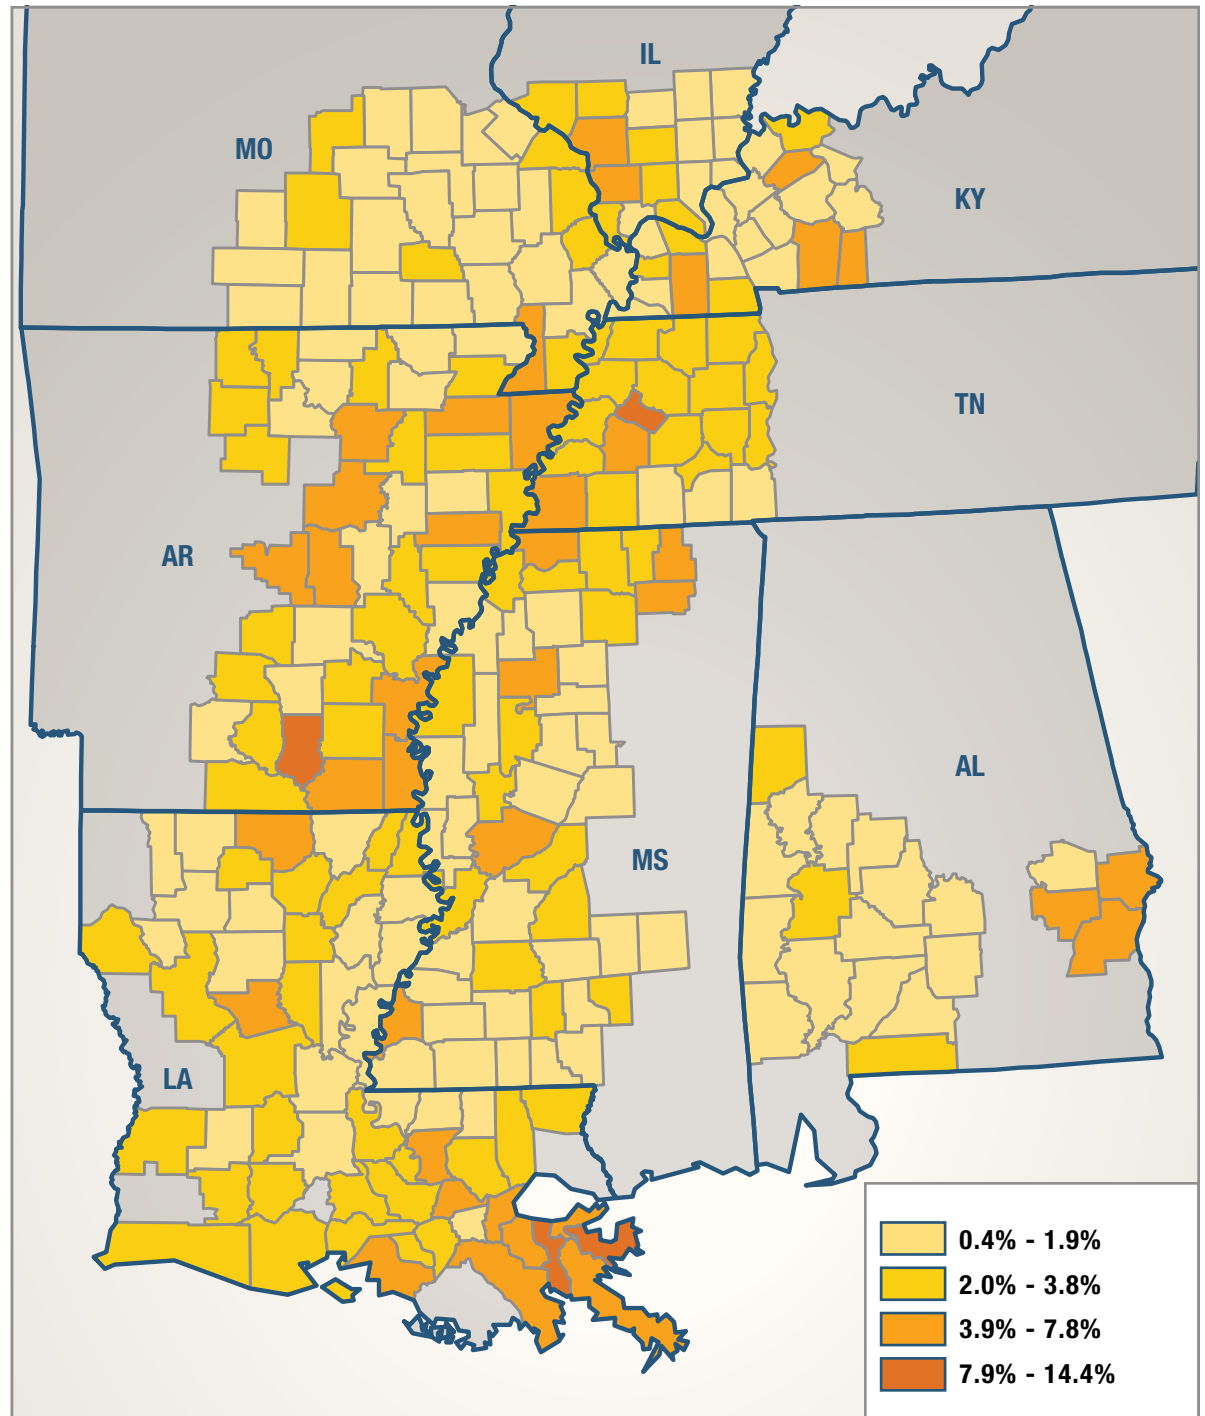 IL
MO
KY
TN
AR
AL
MS
LA
0.4% - 1.9%
2.0% - 3.8%
3.9% - 7.8%
7.9% - 14.4%